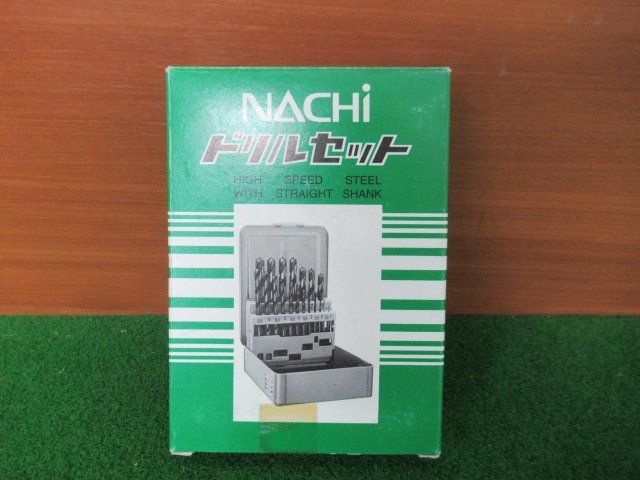 NACHi
ドリルセット
HIGH SPEED STEEL
WITH STRAIGHT SHANK